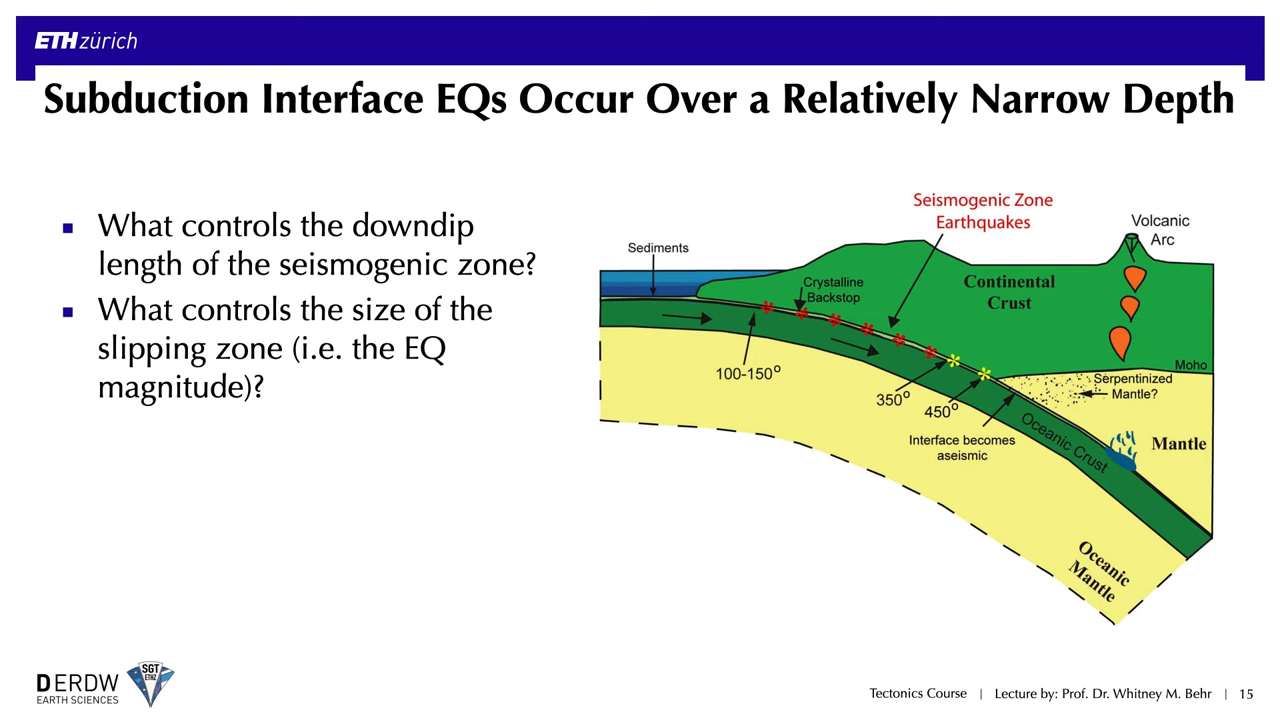 ETH zürich
Subduction Interface EQs Occur Over a Relatively Narrow Depth
▪ What controls the downdip
length of the seismogenic zone?
▪ What controls the size of the
slipping zone (i.e. the EQ
magnitude)?
Seismogenic Zone
Earthquakes
Volcanic
Arc
Sediments
Crystalline
Backstop
Continental
Crust
Moho
100-150°
350°
450°
Serpentinized
Mantle?
Interface becomes
aseismic
Oceanic Crust
Mantle
Oceanic
Mantle
DERDW
EARTH SCIENCES
SGT
ETHZ
Tectonics Course | Lecture by: Prof. Dr. Whitney M. Behr | 15